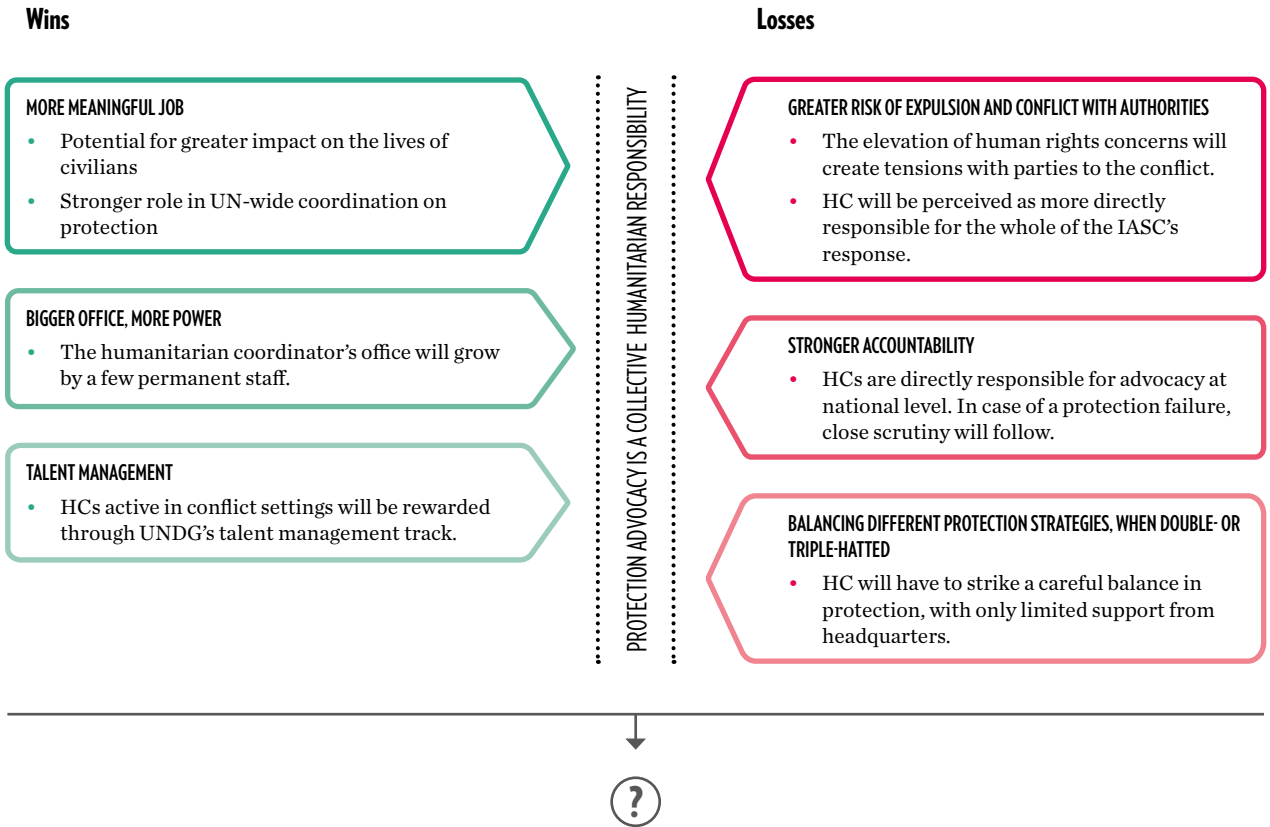 Wins
MORE MEANINGFUL JOB
• Potential for greater impact on the lives of
civilians
• Stronger role in UN-wide coordination on
protection
BIGGER OFFICE, MORE POWER
• The humanitarian coordinator's office will grow
by a few permanent staff.
TALENT MANAGEMENT
• HCs active in conflict settings will be rewarded
through UNDG's talent management track.
PROTECTION ADVOCACY IS A COLLECTIVE HUMANITARIAN RESPONSIBILITY
Losses
GREATER RISK OF EXPULSION AND CONFLICT WITH AUTHORITIES
• The elevation of human rights concerns will
create tensions with parties to the conflict.
• HC will be perceived as more directly
responsible for the whole of the IASC's
response.
STRONGER ACCOUNTABILITY
• HCs are directly responsible for advocacy at
national level. In case of a protection failure,
close scrutiny will follow.
BALANCING DIFFERENT PROTECTION STRATEGIES, WHEN DOUBLE- OR
TRIPLE-HATTED
• HC will have to strike a careful balance in
protection, with only limited support from
headquarters.
?